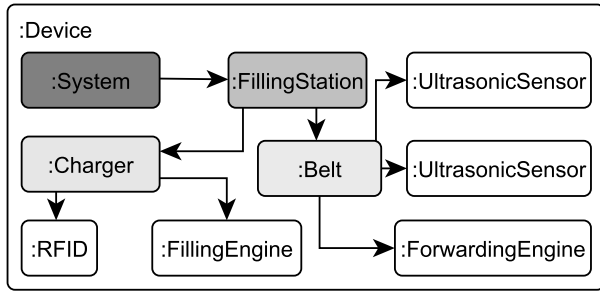 :Device
:System
:FillingStation
:UltrasonicSensor
:Charger
:Belt
:UltrasonicSensor
:RFID
:FillingEngine
:ForwardingEngine